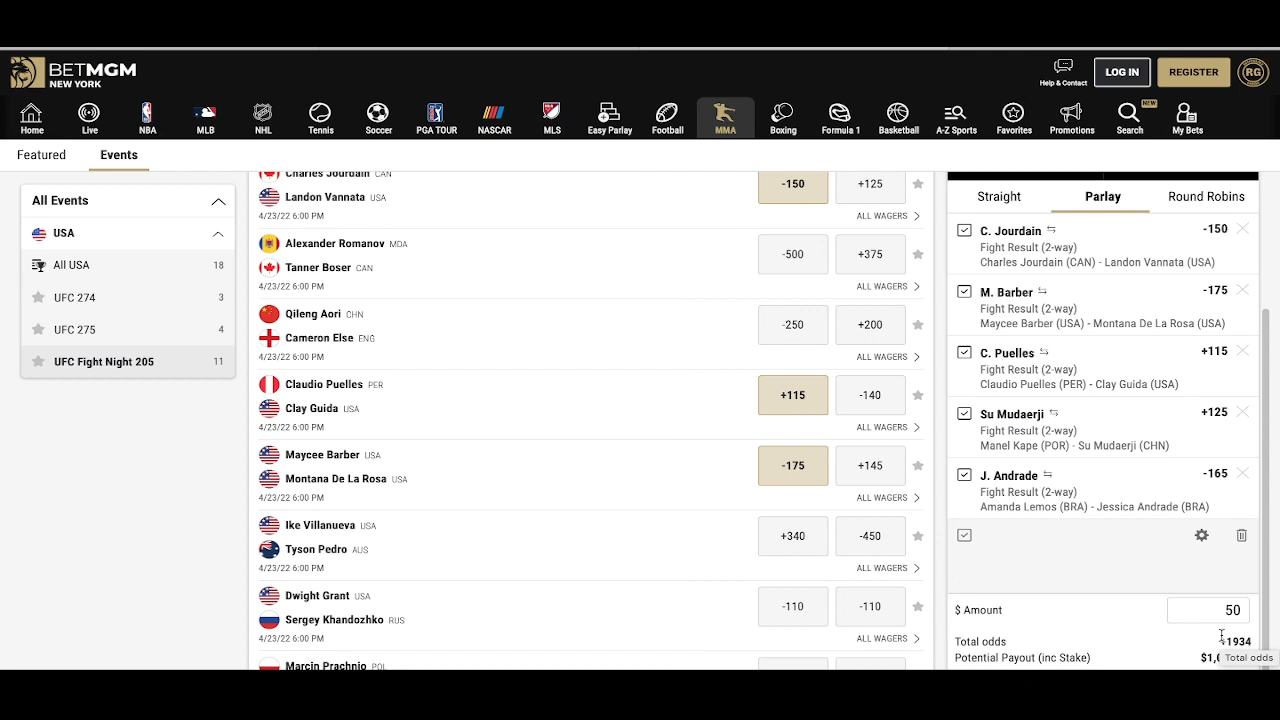 BETMGM
NEW YORK
Help & Contact
LOG IN
REGISTER
RG
Home
Live
NBA
MLB
NHL
Tennis
Soccer
PGA TOUR
NASCAR
MLS
Easy Parlay
Football
MMA
Boxing
Formula 1
Basketball
A-Z Sports
Favorites
Promotions
NEW
Search
My Bets
Featured
Events
All Events
USA
All USA 18
UFC 274 3
UFC 275 4
UFC Fight Night 205 11
Charles Jourdain CAN
Landon Vannata USA
-150 +125
4/23/22 6:00 PM ALL WAGERS
Alexander Romanov MDA
Tanner Boser CAN
-500 +375
4/23/22 6:00 PM ALL WAGERS
Qileng Aori CHN
Cameron Else ENG
-250 +200
4/23/22 6:00 PM ALL WAGERS
Claudio Puelles PER
Clay Guida USA
+115 -140
4/23/22 6:00 PM ALL WAGERS
Maycee Barber USA
Montana De La Rosa USA
-175 +145
4/23/22 6:00 PM ALL WAGERS
Ike Villanueva USA
Tyson Pedro AUS
+340 -450
4/23/22 6:00 PM ALL WAGERS
Dwight Grant USA
Sergey Khandozhko RUS
-110 -110
4/23/22 6:00 PM ALL WAGERS
Marcin Prachnio POL
Straight Parlay Round Robins
C. Jourdain -150
Fight Result (2-way)
Charles Jourdain (CAN) - Landon Vannata (USA)
M. Barber -175
Fight Result (2-way)
Maycee Barber (USA) - Montana De La Rosa (USA)
C. Puelles +115
Fight Result (2-way)
Claudio Puelles (PER) - Clay Guida (USA)
Su Mudaerji +125
Fight Result (2-way)
Manel Kape (POR) - Su Mudaerji (CHN)
J. Andrade -165
Fight Result (2-way)
Amanda Lemos (BRA) - Jessica Andrade (BRA)
$ Amount 50
Total odds +1934
Potential Payout (inc Stake)
Total odds